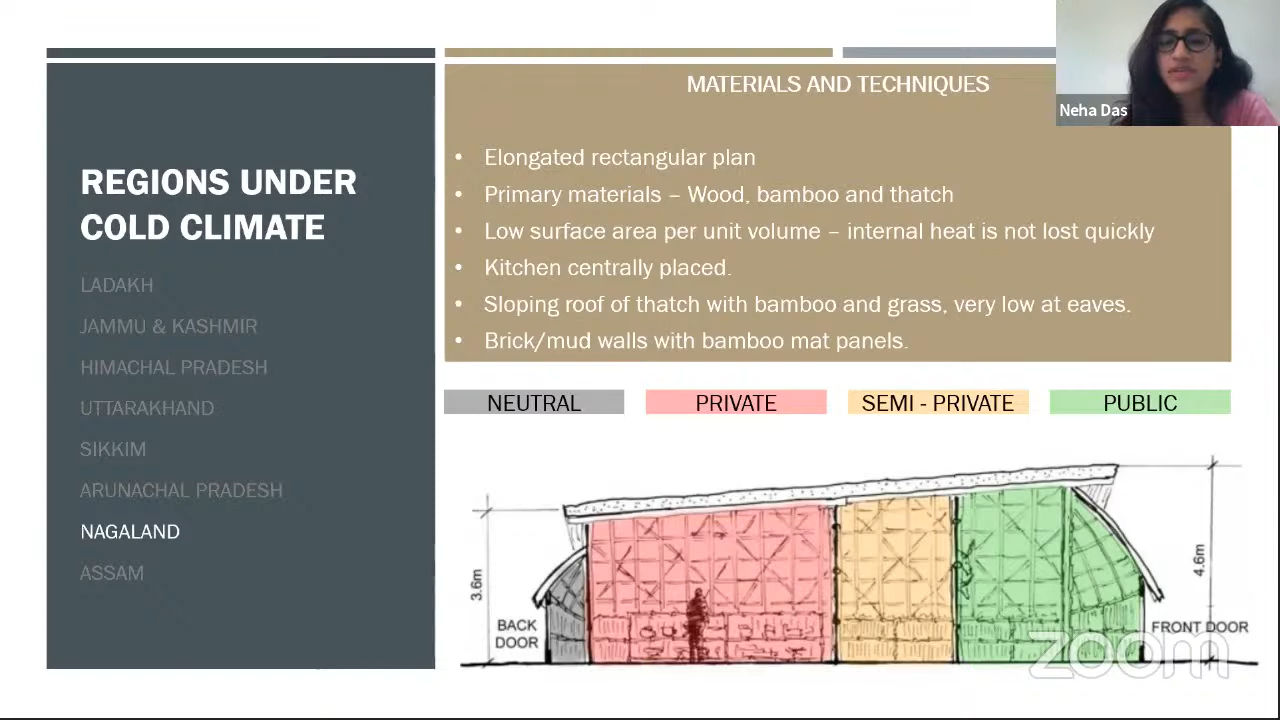 REGIONS UNDER
COLD CLIMATE
LADAKH
JAMMU & KASHMIR
HIMACHAL PRADESH
UTTARAKHAND
SIKKIM
ARUNACHAL PRADESH
NAGALAND
ASSAM
MATERIALS AND TECHNIQUES
• Elongated rectangular plan
• Primary materials – Wood, bamboo and thatch
• Low surface area per unit volume – internal heat is not lost quickly
• Kitchen centrally placed.
• Sloping roof of thatch with bamboo and grass, very low at eaves.
• Brick/mud walls with bamboo mat panels.
Neha Das
NEUTRAL PRIVATE SEMI - PRIVATE PUBLIC
3.6m
BACK
DOOR
4.6m
FRONT DOOR
zoom